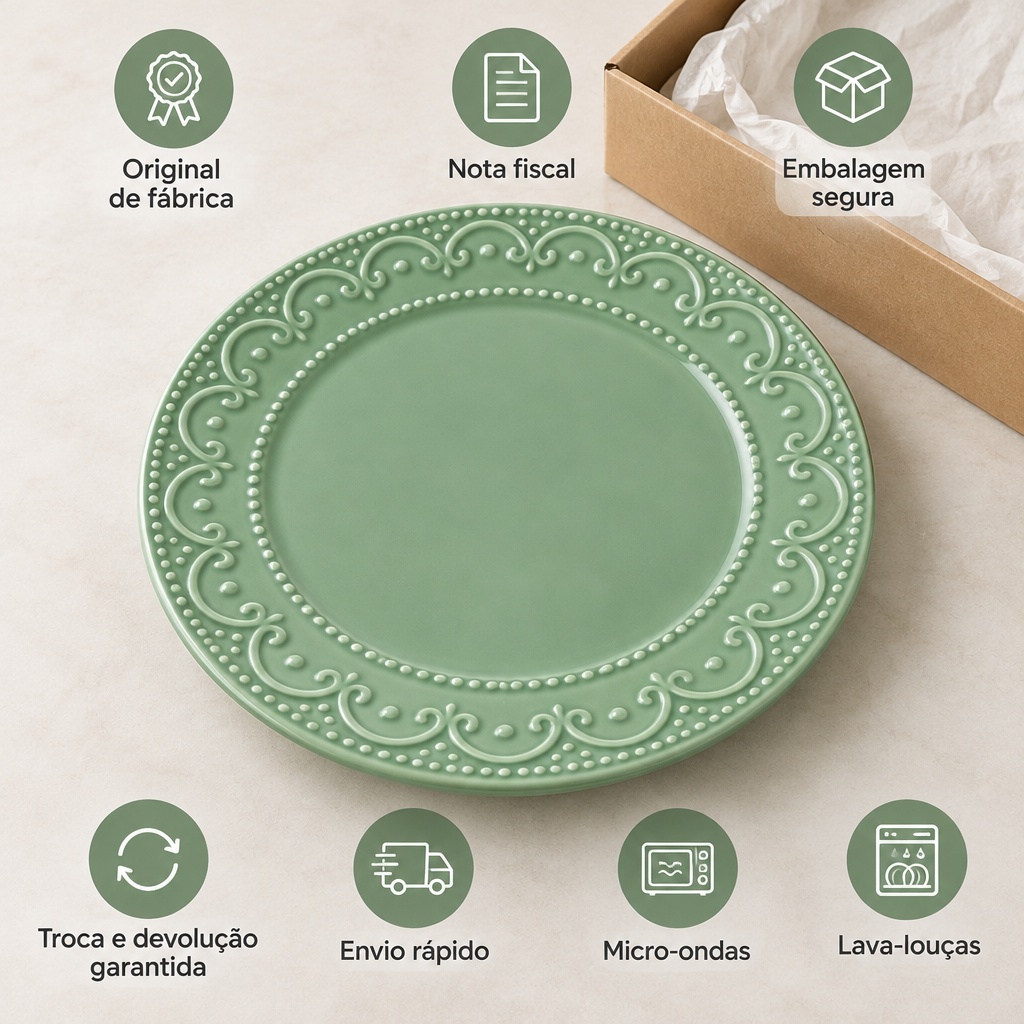 Original
de fábrica
Nota fiscal
Embalagem
segura
Troca e devolução
garantida
Envio rápido
Micro-ondas
Lava-louças